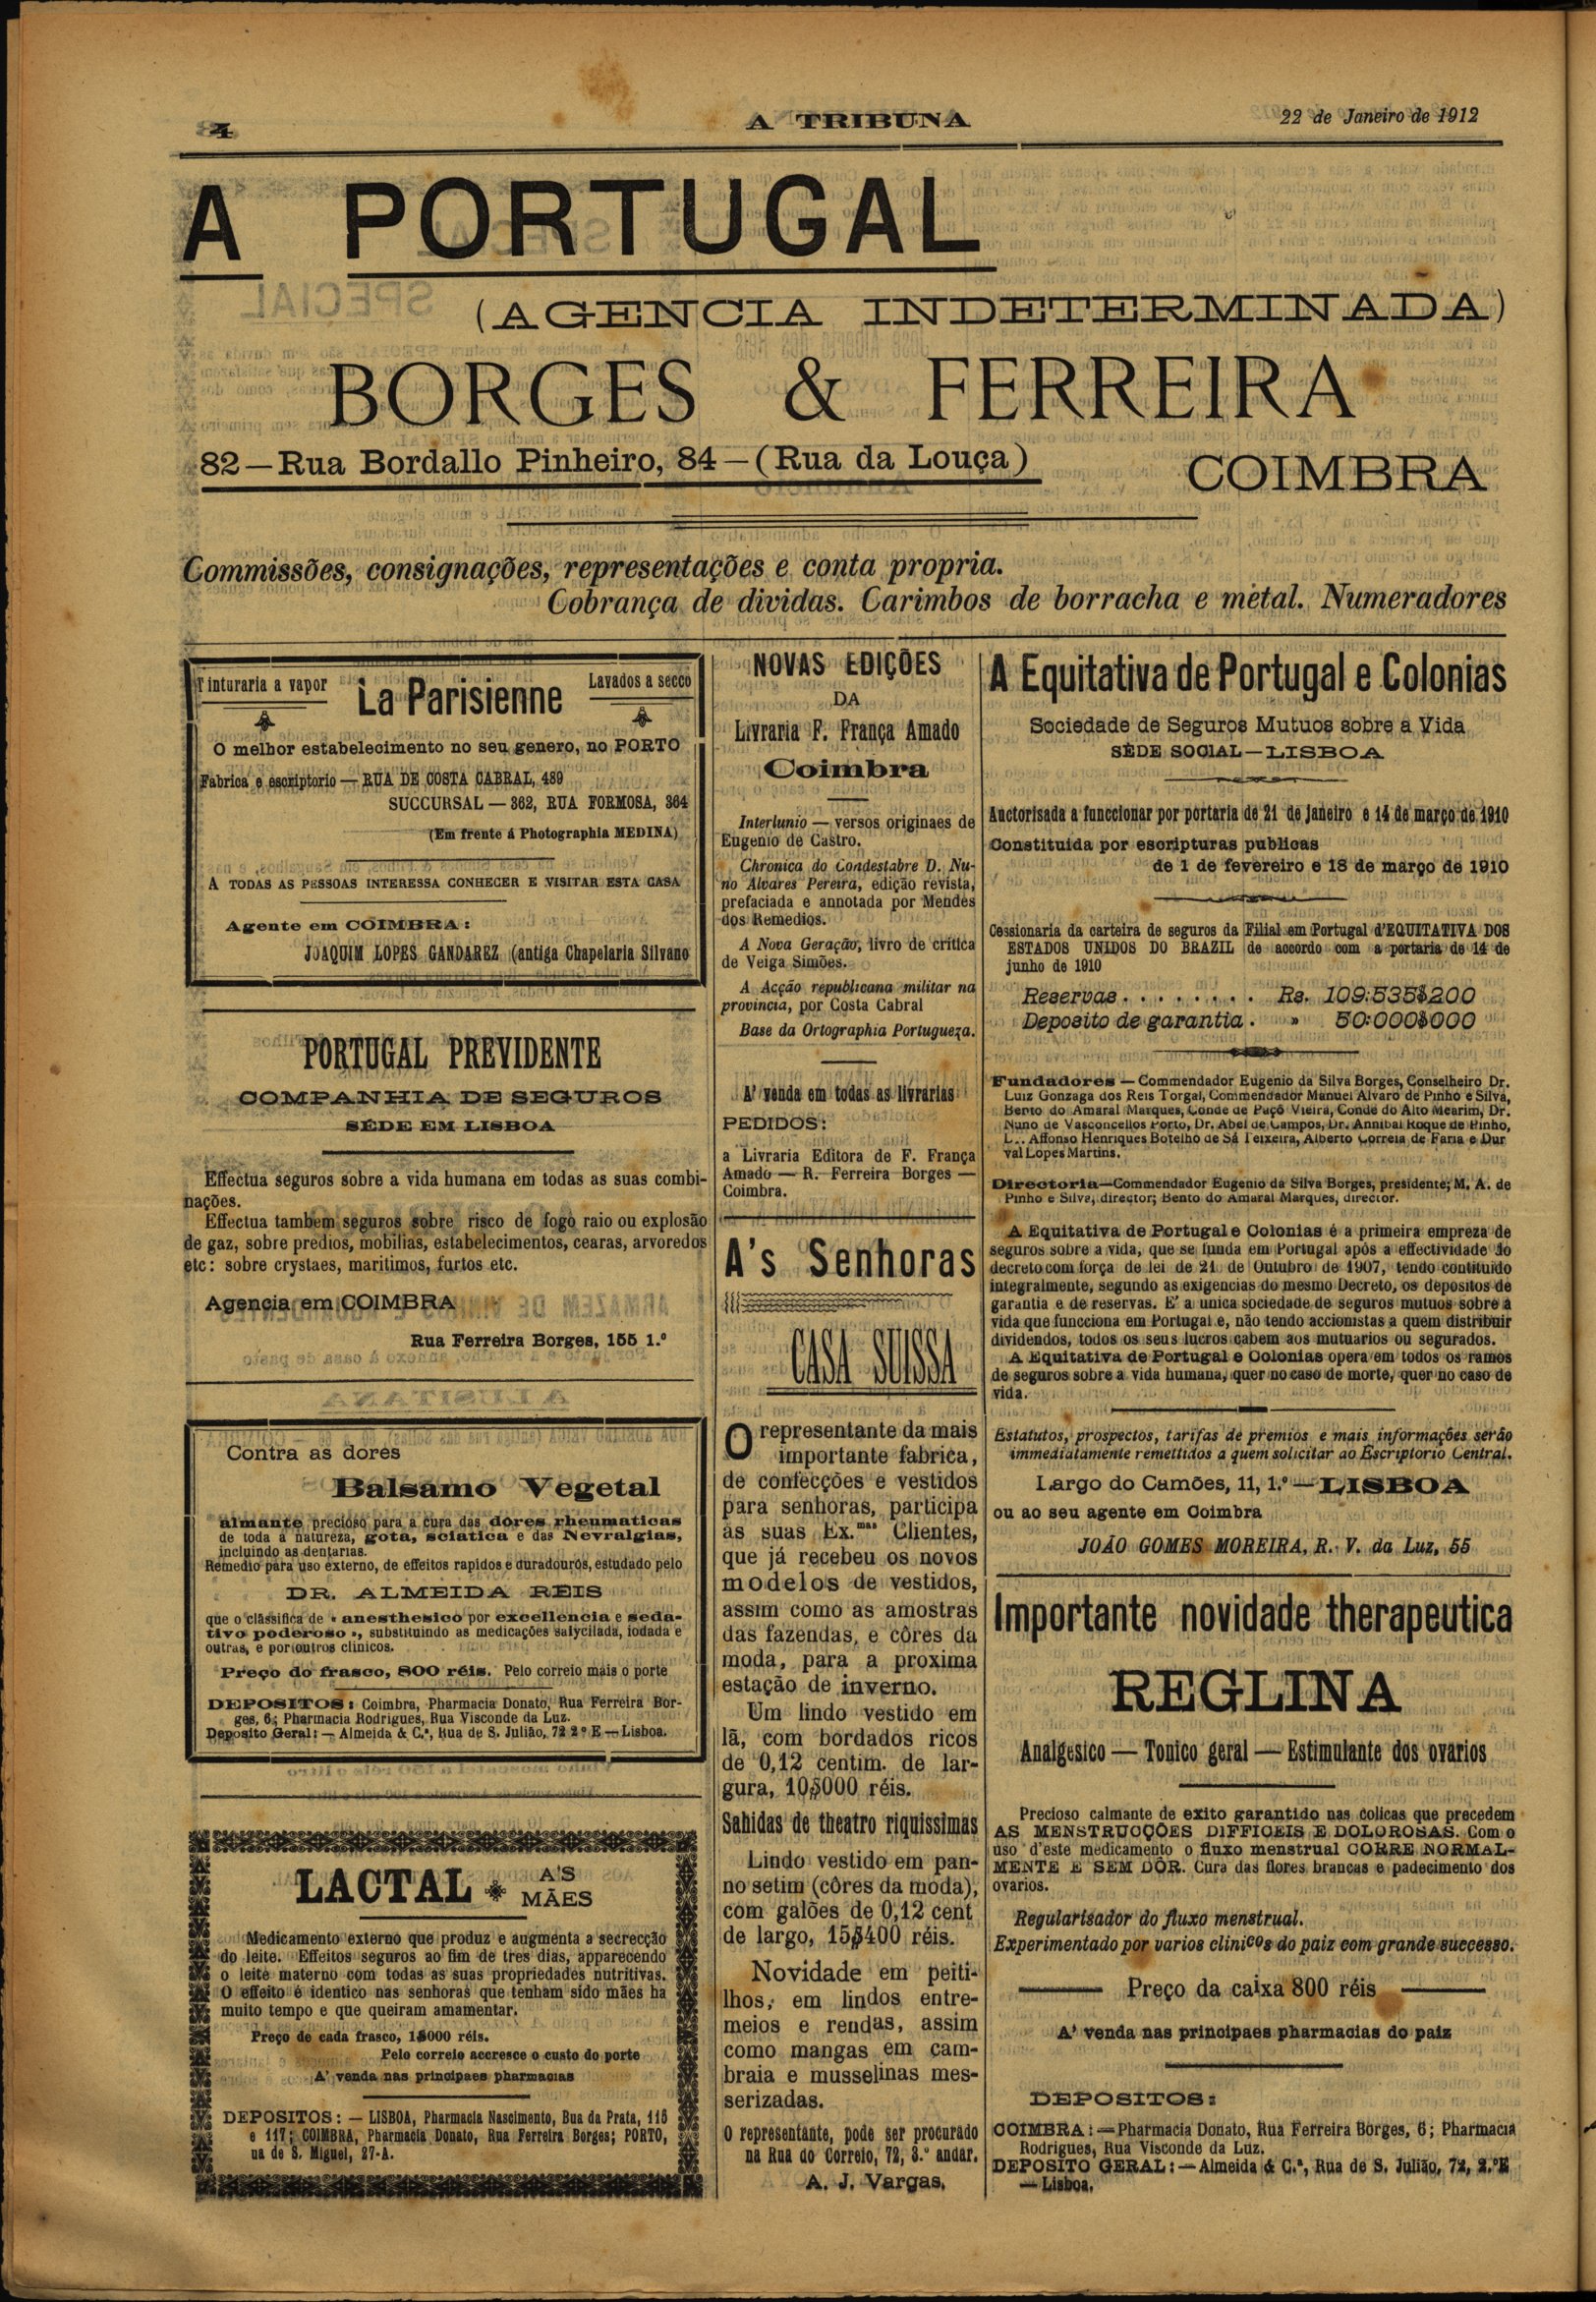 4
A TRIBUNA
22 de Janeiro de 1912
A PORTUGAL
(AGENCIA INDETERMINADA)
BORGES & FERREIRA
82—Rua Bordallo Pinheiro, 84—(Rua da Louça)
COIMBRA
Commissões, consignações, representações e conta propria.
Cobrança de dividas. Carimbos de borracha e metal. Numeradores
Tinturaria a vapor
La Parisienne
Lavados a secco
O melhor estabelecimento no seu genero, no PORTO
Fabrica e escriptorio — RUA DE COSTA CABRAL, 489
SUCCURSAL — 362, RUA FORMOSA, 364
(Em frente á Photographia MEDINA)
A TODAS AS PESSOAS INTERESSA CONHECER E VISITAR ESTA CASA
Agente em COIMBRA:
JOAQUIM LOPES GANDAREZ (antiga Chapelaria Silvano
PORTUGAL PREVIDENTE
COMPANHIA DE SEGUROS
SÉDE EM LISBOA
Effectua seguros sobre a vida humana em todas as suas combi-
nações.
Effectua tambem seguros sobre risco de fogo raio ou explosão
de gaz, sobre predios, mobilias, estabelecimentos, cearas, arvoredos
etc: sobre crystaes, maritimos, furtos etc.
Agencia em COIMBRA
Rua Ferreira Borges, 155 1.º
Contra as dores
Balsamo Vegetal
almante precioso para a cura das dores rheumaticas
de toda a natureza, gota, sciatica e das Nevralgias,
incluindo as dentarias.
Remedio para uso externo, de effeitos rapidos e duradouros, estudado pelo
DR. ALMEIDA REIS
que o classifica de « anesthesico por excellencia e seda-
tivo poderoso », substituindo as medicações salycilada, iodada e
outras, e por outros clinicos.
Preço do frasco, 800 réis. Pelo correio mais o porte
DEPOSITOS: Coimbra, Pharmacia Donato, Rua Ferreira Bor-
ges, 6; Pharmacia Rodrigues, Rua Visconde da Luz.
Deposito Geral: — Almeida & C.ª, Rua de S. Julião, 72 2º E—Lisboa.
LACTAL
A'S
MÃES
Medicamento externo que produz e augmenta a secrecção
do leite. Effeitos seguros ao fim de tres dias, apparecendo
o leite materno com todas as suas propriedades nutritivas.
O effeito é identico nas senhoras que tenham sido mães ha
muito tempo e que queiram amamentar.
Preço de cada frasco, 1$000 réis.
Pelo correio accresce o custo do porte
A' venda nas principaes pharmacias
DEPOSITOS: — LISBOA, Pharmacia Nascimento, Bua da Prata, 115
e 117; COIMBRA, Pharmacia Donato, Rua Ferreira Borges; PORTO,
ua de S. Miguel, 27-A.
NOVAS EDIÇÕES
DA
Livraria F. França Amado
Coimbra
Interlunio — versos originaes de
Eugenio de Castro.
Chronica do Condestabre D. Nu-
no Alvares Pereira, edição revista,
prefaciada e annotada por Mendes
dos Remedios.
A Nova Geração, livro de critica
de Veiga Simões.
A Acção republicana militar na
provincia, por Costa Cabral
Base da Ortographia Portugueza.
A' venda em todas as livrarias
PEDIDOS:
a Livraria Editora de F. França
Amado — R. Ferreira Borges —
Coimbra.
A's Senhoras
CASA SUISSA
O representante da mais
importante fabrica,
de confecções e vestidos
para senhoras, participa
ás suas Ex.mas Clientes,
que já recebeu os novos
modelos de vestidos,
assim como as amostras
das fazendas, e côres da
moda, para a proxima
estação de inverno.
Um lindo vestido em
lã, com bordados ricos
de 0,12 centim. de lar-
gura, 10$000 réis.
Sahidas de theatro riquissimas
Lindo vestido em pan-
no setim (côres da moda),
com galões de 0,12 cent
de largo, 15$400 réis.
Novidade em peiti-
lhos, em lindos entre-
meios e rendas, assim
como mangas em cam-
braia e musselinas mes-
serizadas.
O representante, pode ser procurado
na Rua do Correio, 72, 3.º andar.
A. J. Vargas.
A Equitativa de Portugal e Colonias
Sociedade de Seguros Mutuos sobre a Vida
SÉDE SOCIAL—LISBOA
Auctorisada a funccionar por portaria de 21 de janeiro e 14 de março de 1910
Constituida por escripturas publicas
de 1 de fevereiro e 18 de março de 1910
Cessionaria da carteira de seguros da Filial em Portugal d'EQUITATIVA DOS
ESTADOS UNIDOS DO BRAZIL de accordo com a portaria de 14 de
junho de 1910
Reservas . . . . . . . . Rs. 109:535$200
Deposito de garantia . » 50:000$000
Fundadores — Commendador Eugenio da Silva Borges, Conselheiro Dr.
Luiz Gonzaga dos Reis Torgal, Commendador Manuel Alvaro de Pinho e Silva,
Bento do Amaral Marques, Conde de Paçô Vieira, Conde do Alto Mearim, Dr.
Nuno de Vasconcellos Porto, Dr. Abel de Campos, Dr. Annibal Roque de Pinho,
L... Affonso Henriques Botelho de Sá Teixeira, Alberto Correia de Faria e Dur
val Lopes Martins.
Directoria—Commendador Eugenio da Silva Borges, presidente; M. A. de
Pinho e Silva, director; Bento do Amaral Marques, director.
A Equitativa de Portugal e Colonias é a primeira empreza de
seguros sobre a vida, que se funda em Portugal após a effectividade do
decreto com força de lei de 21 de Outubro de 1907, tendo contituido
integralmente, segundo as exigencias do mesmo Decreto, os depositos de
garantia e de reservas. E' a unica sociedade de seguros mutuos sobre a
vida que funcciona em Portugal e, não tendo accionistas a quem distribuir
dividendos, todos os seus lucros cabem aos mutuarios ou segurados.
A Equitativa de Portugal e Colonias opera em todos os ramos
de seguros sobre a vida humana, quer no caso de morte, quer no caso de
vida.
Estatutos, prospectos, tarifas de premios e mais informações serão
immediatamente remettidos a quem solicitar ao Escriptorio Central.
Largo do Camões, 11, 1.º — LISBOA
ou ao seu agente em Coimbra
JOÃO GOMES MOREIRA, R. V. da Luz, 55
Importante novidade therapeutica
REGLINA
Analgesico — Tonico geral — Estimulante dos ovarios
Precioso calmante de exito garantido nas colicas que precedem
AS MENSTRUCÇÕES DIFFICEIS E DOLOROSAS. Com o
uso d'este medicamento o fluxo menstrual CORRE NORMAL-
MENTE E SEM DÔR. Cura das flores brancas e padecimento dos
ovarios.
Regularisador do fluxo menstrual.
Experimentado por varios clinicos do paiz com grande successo.
Preço da caixa 800 réis
A' venda nas principaes pharmacias do paiz
DEPOSITOS:
COIMBRA: — Pharmacia Donato, Rua Ferreira Borges, 6; Pharmacia
Rodrigues, Rua Visconde da Luz.
DEPOSITO GERAL: — Almeida & C.ª, Rua de S. Julião, 72, 2.ºE
— Lisboa.